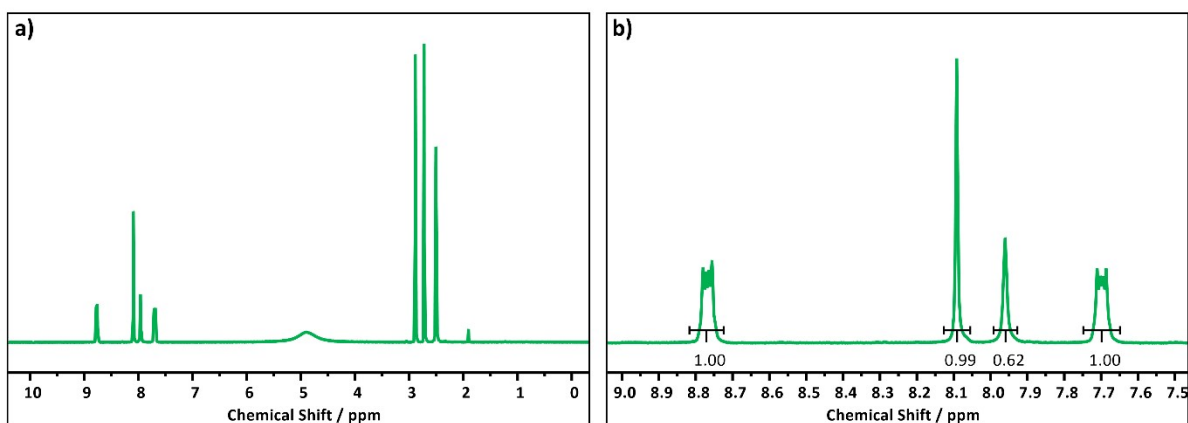 a)
10 9 8 7 6 5 4 3 2 1 0
Chemical Shift / ppm
b)
1.00 0.99 0.62 1.00
9.0 8.9 8.8 8.7 8.6 8.5 8.4 8.3 8.2 8.1 8.0 7.9 7.8 7.7 7.6 7.5
Chemical Shift / ppm